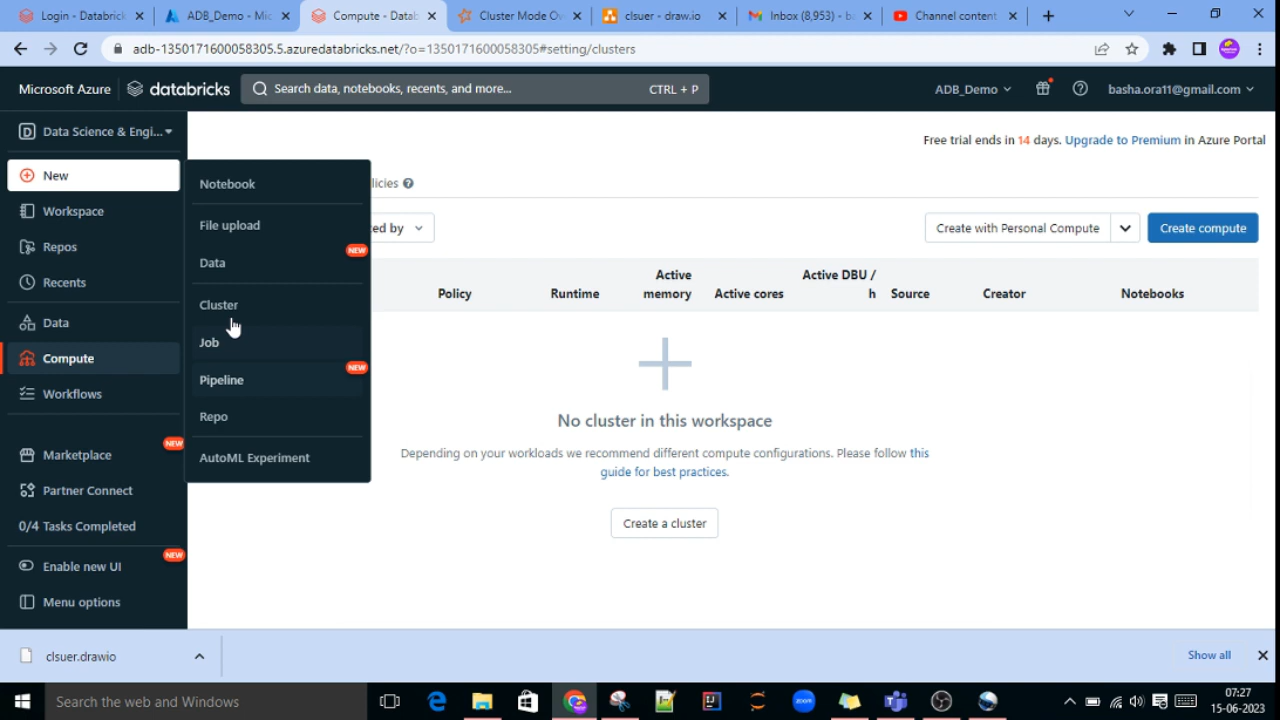 Login - Databrick
ADB_Demo - Mic
Compute - Datab
Cluster Mode Ov
clsuer - draw.io
Inbox (8,953) - ba
Channel content
adb-1350171600058305.5.azuredatabricks.net/?o=1350171600058305#setting/clusters
Microsoft Azure
databricks
Search data, notebooks, recents, and more...
CTRL + P
ADB_Demo
basha.ora11@gmail.com
D Data Science & Engi...
Free trial ends in 14 days. Upgrade to Premium in Azure Portal
New
Notebook
licies
Workspace
File upload
ed by
Create with Personal Compute
Create compute
Repos
NEW
Data
Recents
Active memory
Active DBU / h
Policy
Runtime
Active cores
Source
Creator
Notebooks
Cluster
Data
Job
Compute
NEW
Pipeline
Workflows
Repo
No cluster in this workspace
NEW
Marketplace
AutoML Experiment
Depending on your workloads we recommend different compute configurations. Please follow this
guide for best practices.
Partner Connect
0/4 Tasks Completed
Create a cluster
NEW
Enable new UI
Menu options
clsuer.drawio
Show all
Search the web and Windows
zoom
07:27
15-06-2023